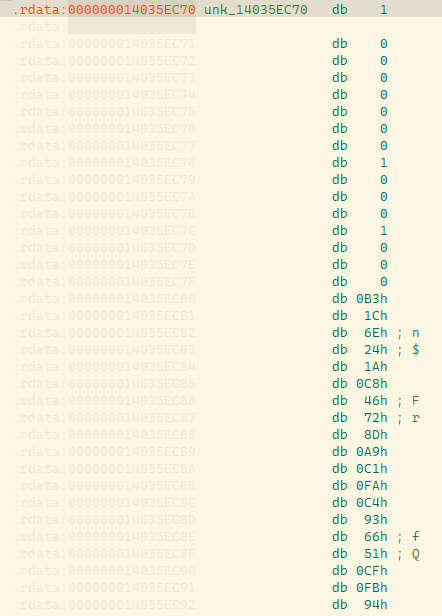 .rdata:000000014035EC70 unk_14035EC70 db 1
.rdata:
.rdata:000000014035EC71 db 0
.rdata:000000014035EC72 db 0
.rdata:000000014035EC73 db 0
.rdata:000000014035EC74 db 0
.rdata:000000014035EC75 db 0
.rdata:000000014035EC76 db 0
.rdata:000000014035EC77 db 0
.rdata:000000014035EC78 db 1
.rdata:000000014035EC79 db 0
.rdata:000000014035EC7A db 0
.rdata:000000014035EC7B db 0
.rdata:000000014035EC7C db 1
.rdata:000000014035EC7D db 0
.rdata:000000014035EC7E db 0
.rdata:000000014035EC7F db 0
.rdata:000000014035EC80 db 0B3h
.rdata:000000014035EC81 db 1Ch
.rdata:000000014035EC82 db 6Eh ; n
.rdata:000000014035EC83 db 24h ; $
.rdata:000000014035EC84 db 1Ah
.rdata:000000014035EC85 db 0C8h
.rdata:000000014035EC86 db 46h ; F
.rdata:000000014035EC87 db 72h ; r
.rdata:000000014035EC88 db 8Dh
.rdata:000000014035EC89 db 0A9h
.rdata:000000014035EC8A db 0C1h
.rdata:000000014035EC8B db 0FAh
.rdata:000000014035EC8C db 0C4h
.rdata:000000014035EC8D db 93h
.rdata:000000014035EC8E db 66h ; f
.rdata:000000014035EC8F db 51h ; Q
.rdata:000000014035EC90 db 0CFh
.rdata:000000014035EC91 db 0FBh
.rdata:000000014035EC92 db 94h